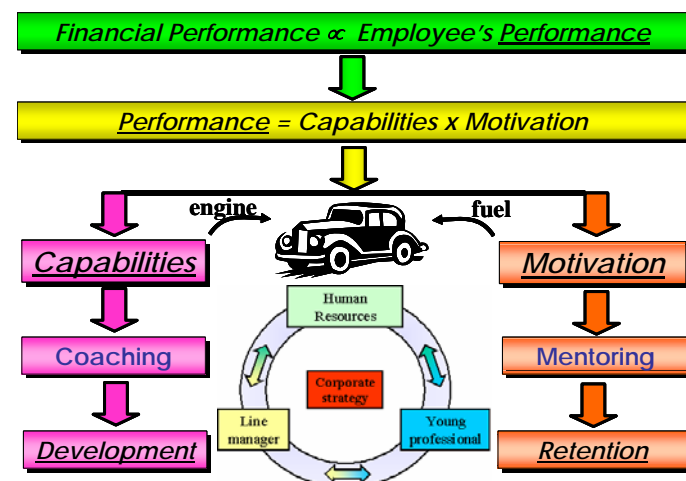 Financial Performance ∝ Employee's Performance
Performance = Capabilities x Motivation
engine
fuel
Capabilities
Motivation
Human
Resources
Coaching
Mentoring
Corporate
strategy
Line
manager
Young
professional
Development
Retention